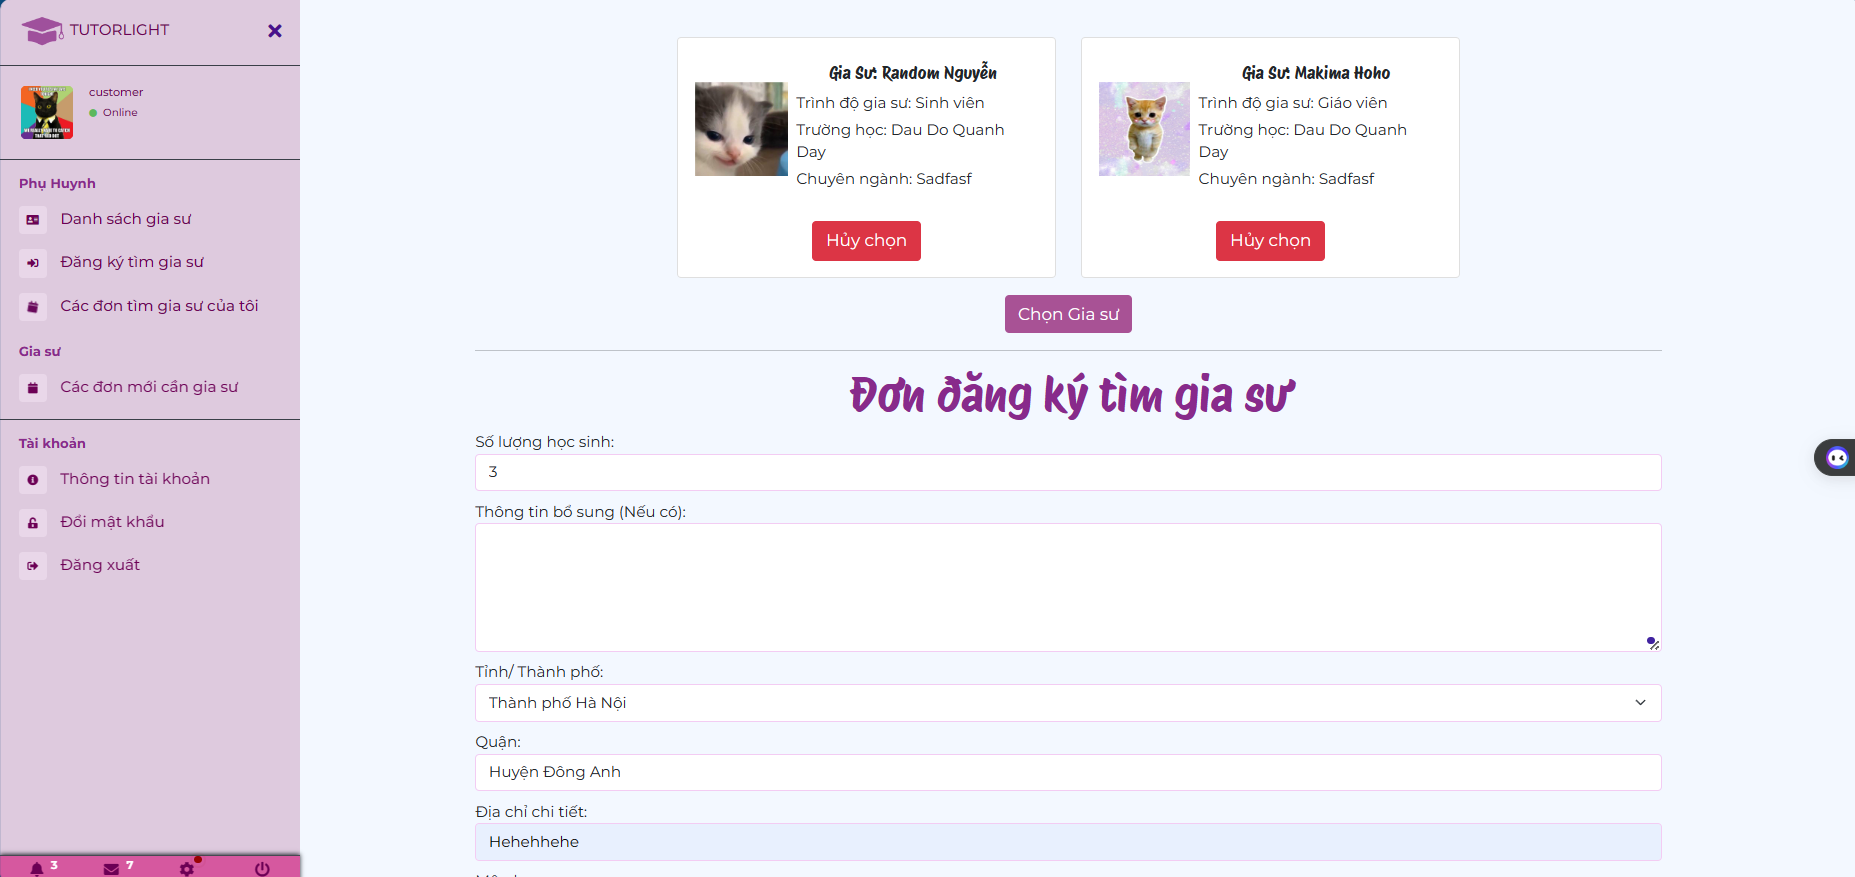 TUTORLIGHT
customer
Online
Phụ Huynh
Danh sách gia sư
Đăng ký tìm gia sư
Các đơn tìm gia sư của tôi
Gia sư
Các đơn mới cần gia sư
Tài khoản
Thông tin tài khoản
Đổi mật khẩu
Đăng xuất
3
7
Gia Sư: Random Nguyễn
Trình độ gia sư: Sinh viên
Trường học: Dau Do Quanh
Day
Chuyên ngành: Sadfasf
Hủy chọn
Gia Sư: Makima Hoho
Trình độ gia sư: Giáo viên
Trường học: Dau Do Quanh
Day
Chuyên ngành: Sadfasf
Hủy chọn
Chọn Gia sư
Đơn đăng ký tìm gia sư
Số lượng học sinh:
3
Thông tin bổ sung (Nếu có):
Tỉnh/ Thành phố:
Thành phố Hà Nội
Quận:
Huyện Đông Anh
Địa chỉ chi tiết:
Hehehhehe